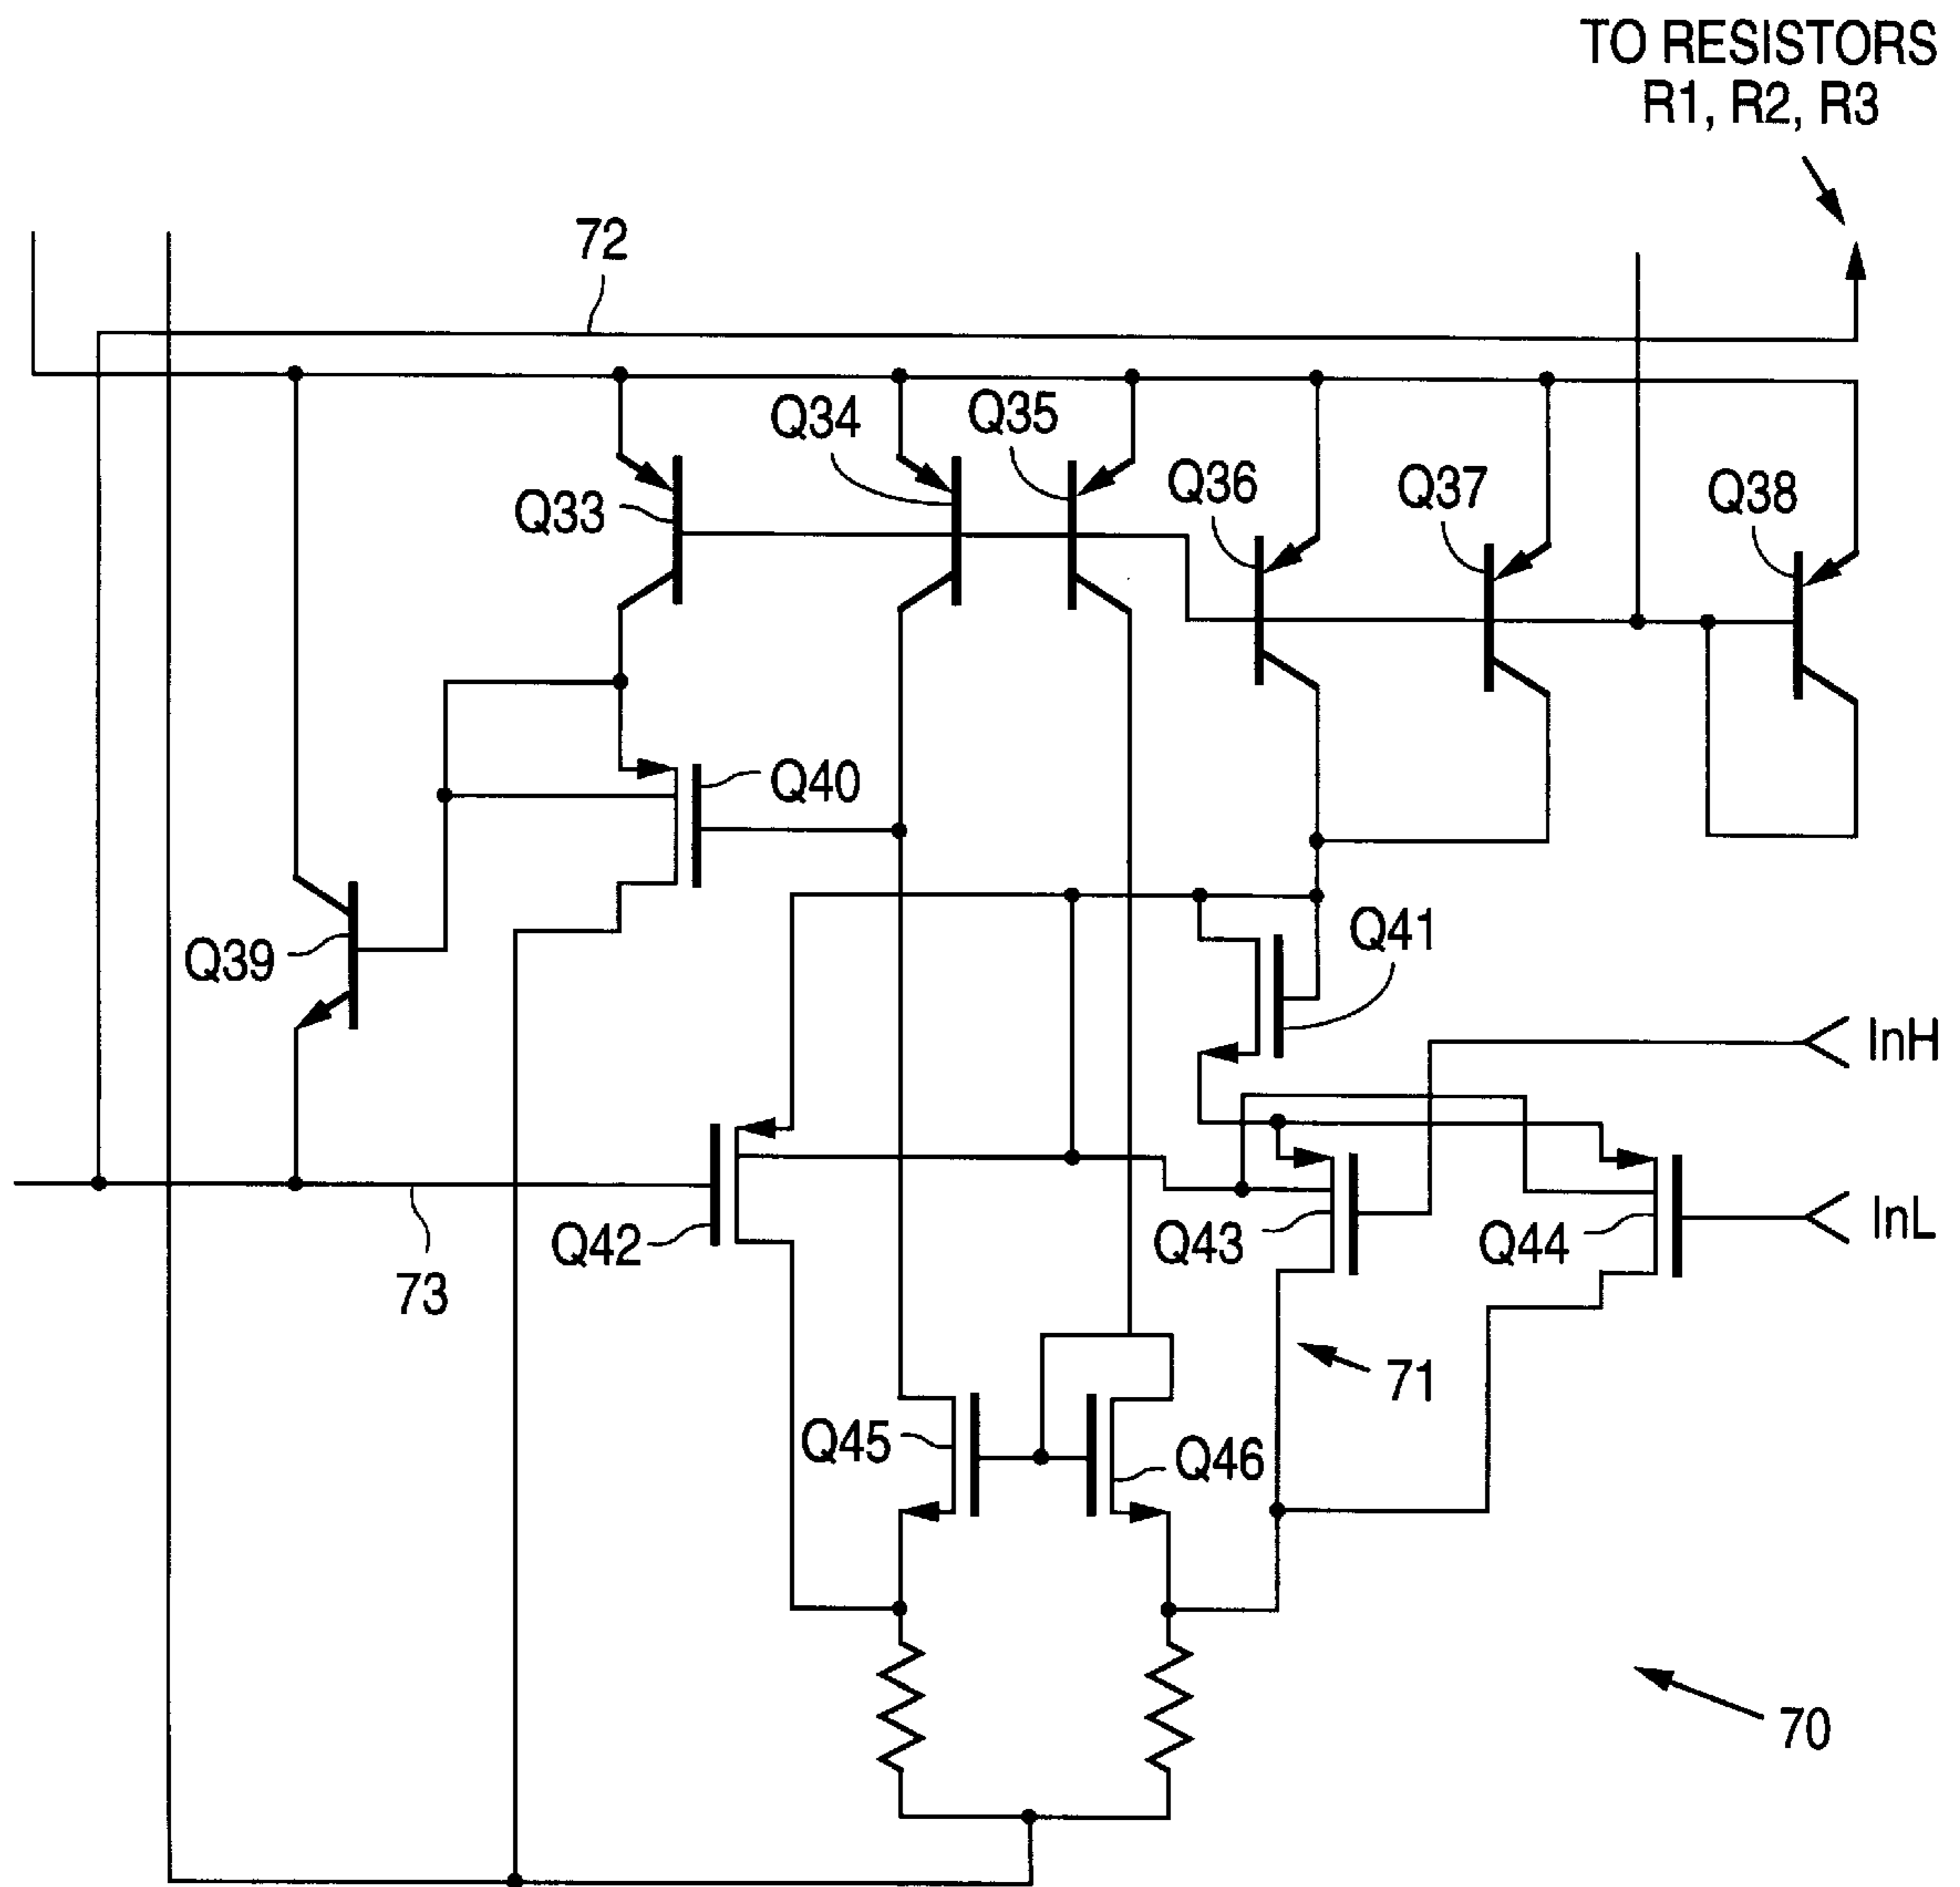 TO RESISTORS
R1, R2, R3
72
Q34
Q35
Q36
Q37
Q38
Q33
Q40
Q41
Q39
InH
InL
Q42
Q43
Q44
73
71
Q45
Q46
70